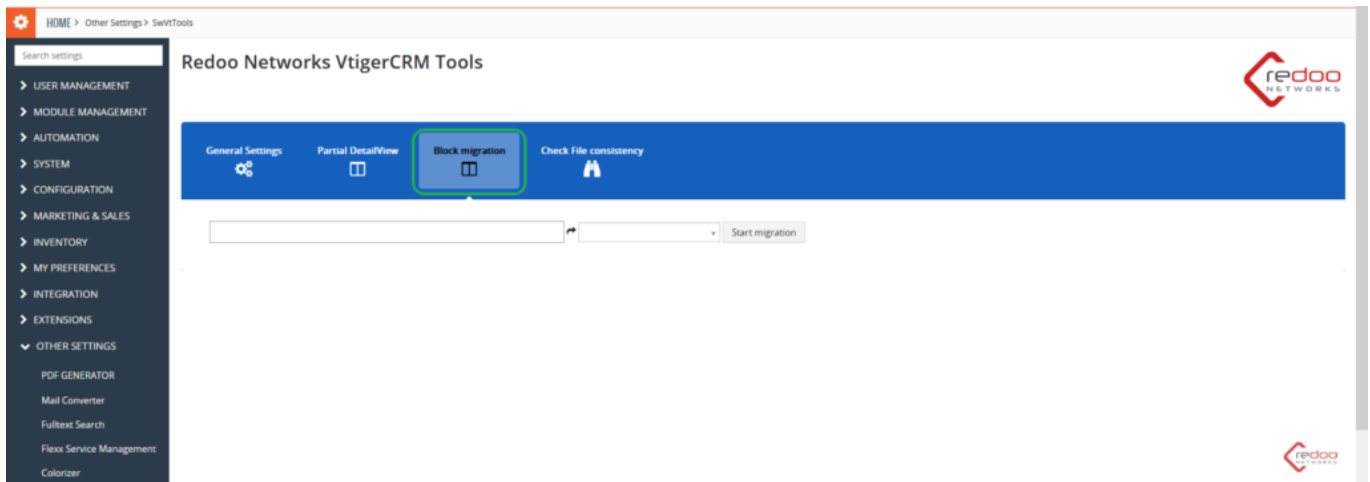 HOME > Other Settings > SwVtTools
Search settings
Redoo Networks VtigerCRM Tools
redoo
NETWORKS
USER MANAGEMENT
MODULE MANAGEMENT
AUTOMATION
SYSTEM
CONFIGURATION
MARKETING & SALES
INVENTORY
MY PREFERENCES
INTEGRATION
EXTENSIONS
OTHER SETTINGS
PDF GENERATOR
Mail Converter
Fulltext Search
Flexx Service Management
Colorizer
General Settings
Partial DetailView
Block migration
Check File consistency
Start migration
redoo
NETWORKS